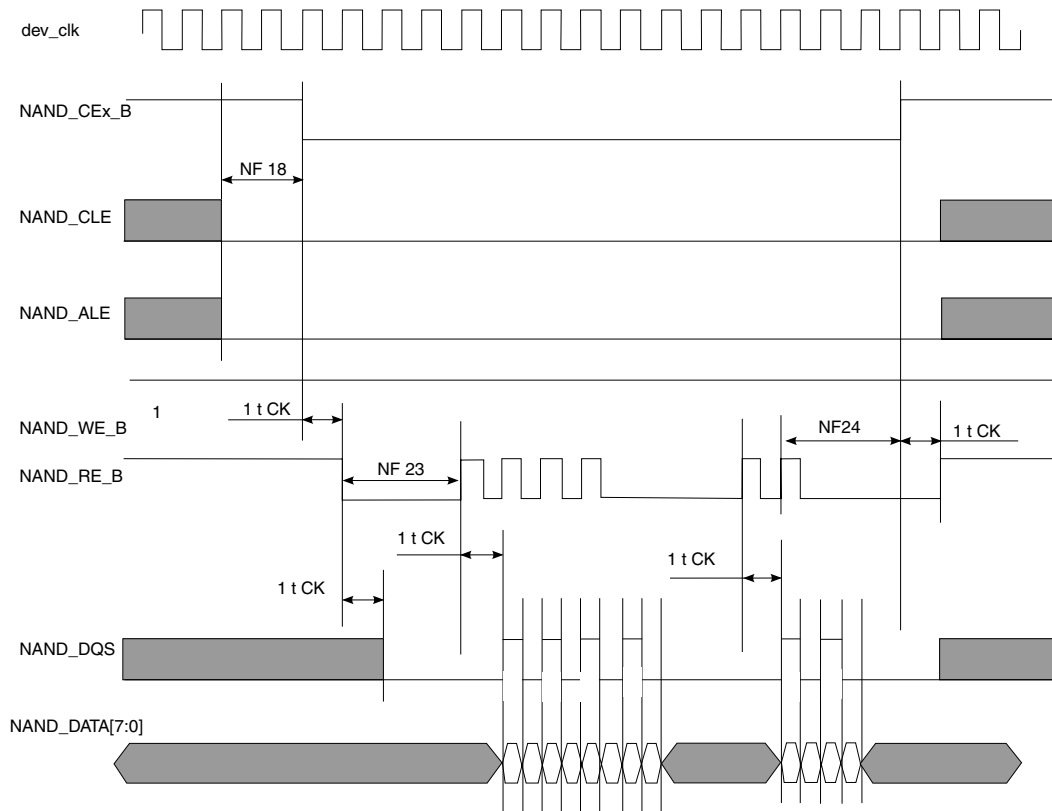 dev_clk
NAND_CEx_B
NF 18
NAND_CLE
NAND_ALE
1
1 t CK
NAND_WE_B
NF24
1 t CK
NF 23
NAND_RE_B
1 t CK
1 t CK
1 t CK
NAND_DQS
NAND_DATA[7:0]